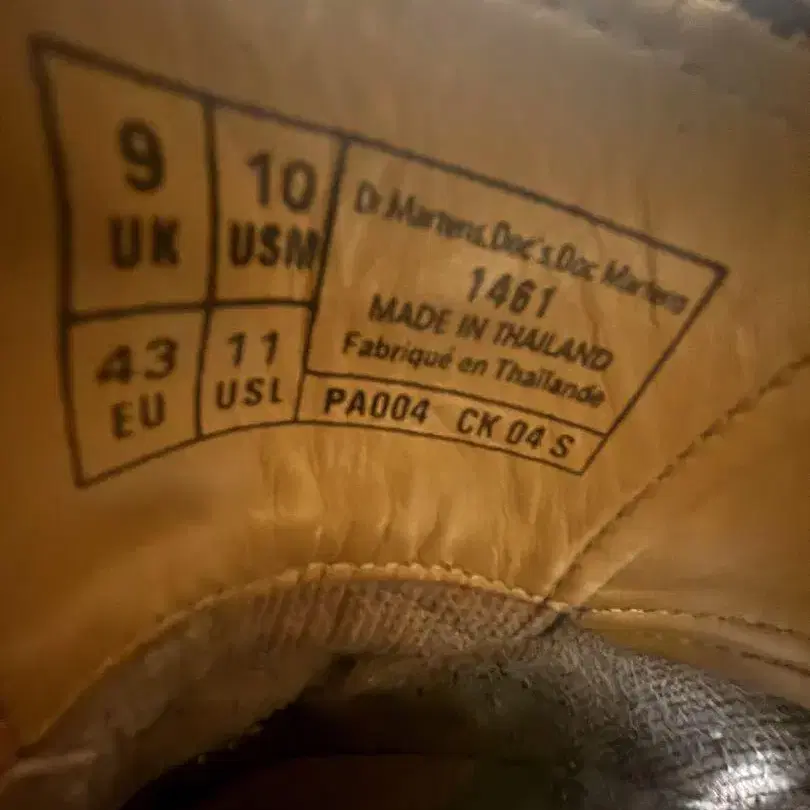 9
UK
10
USM
43
EU
11
USL
Dr.Martens.Doc's.Doc Martens
1461
MADE IN THAILAND
Fabriqué en Thaïlande
PA004 CK 04 S